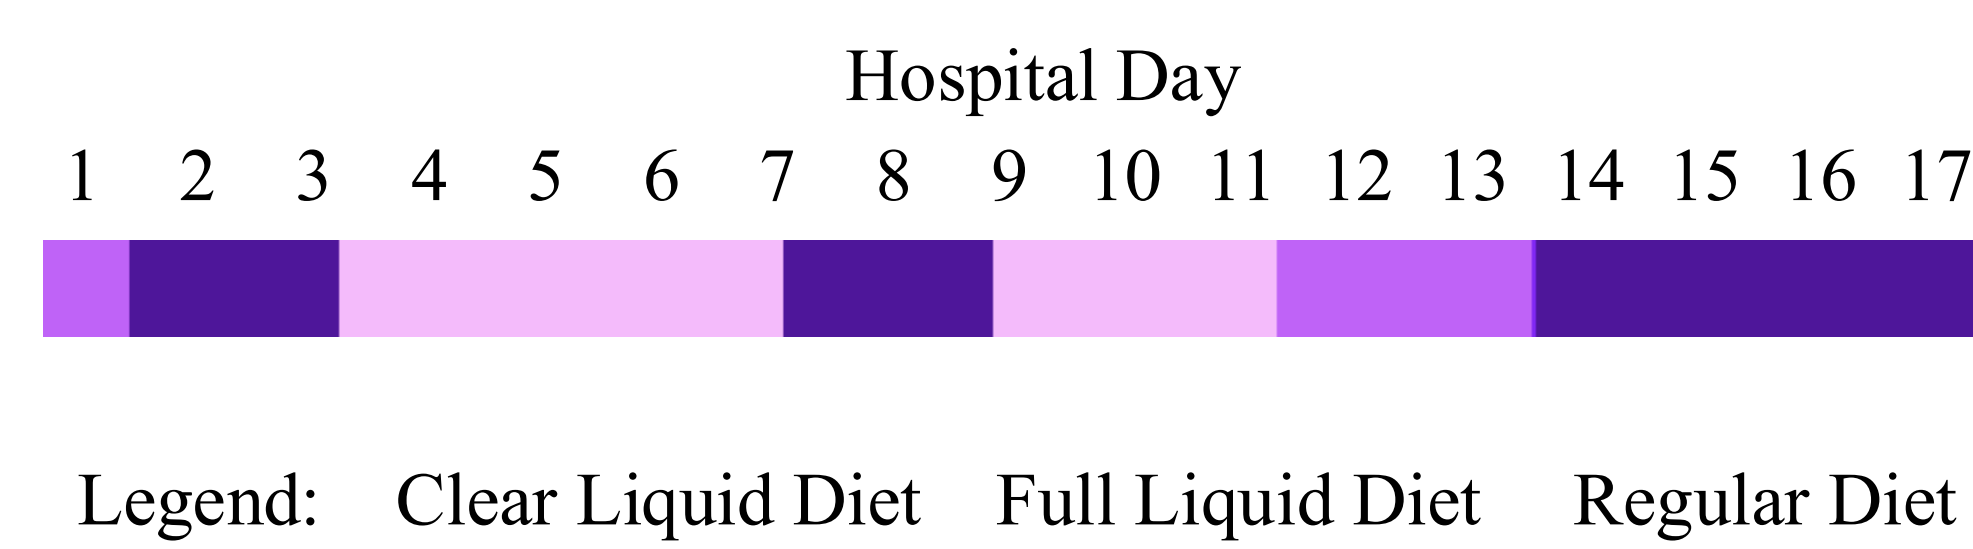 Hospital Day
1 2 3 4 5 6 7 8 9 10 11 12 13 14 15 16 17
Legend: Clear Liquid Diet Full Liquid Diet Regular Diet